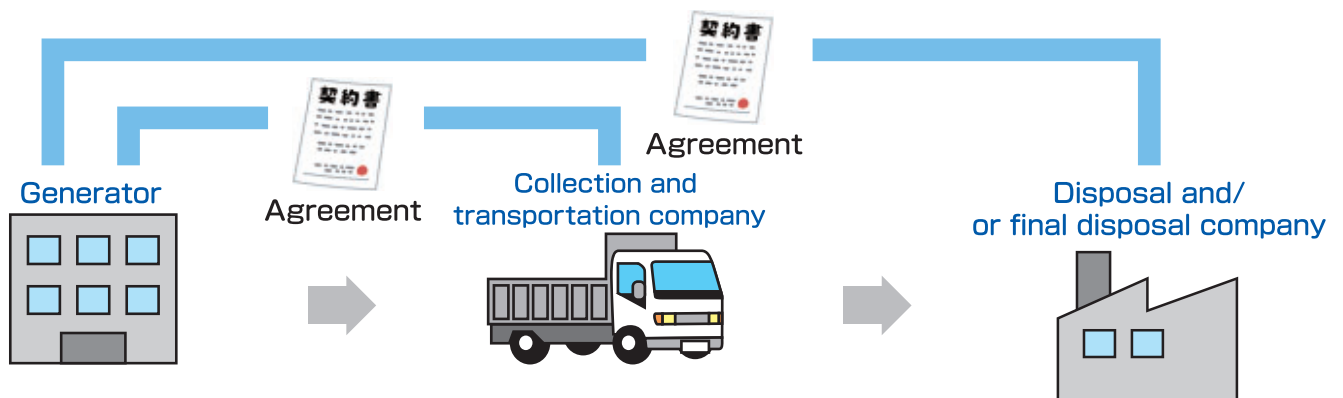 契約書
Agreement
契約書
Agreement
Generator
Collection and
transportation company
Disposal and/
or final disposal company